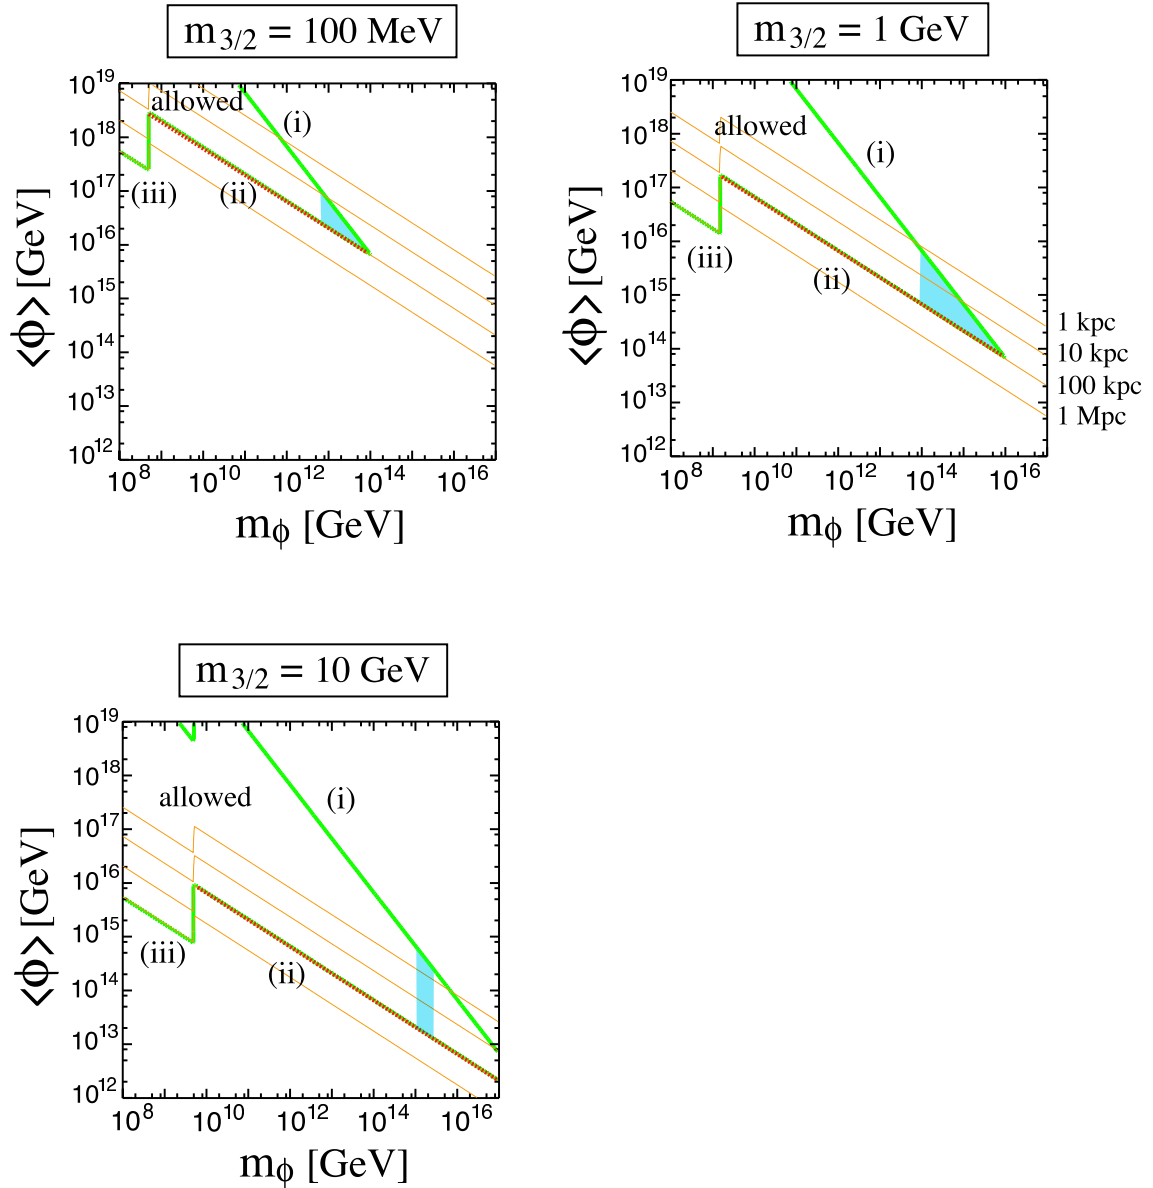 m3/2 = 100 MeV
10^19
10^18
10^17
10^16
10^15
10^14
10^13
10^12
allowed
(i)
(ii)
(iii)
10^8 10^10 10^12 10^14 10^16
mϕ [GeV]
<ϕ> [GeV]
m3/2 = 1 GeV
10^19
10^18
10^17
10^16
10^15
10^14
10^13
10^12
allowed
(i)
(ii)
(iii)
1 kpc
10 kpc
100 kpc
1 Mpc
10^8 10^10 10^12 10^14 10^16
mϕ [GeV]
<ϕ> [GeV]
m3/2 = 10 GeV
10^19
10^18
10^17
10^16
10^15
10^14
10^13
10^12
allowed
(i)
(ii)
(iii)
10^8 10^10 10^12 10^14 10^16
mϕ [GeV]
<ϕ> [GeV]